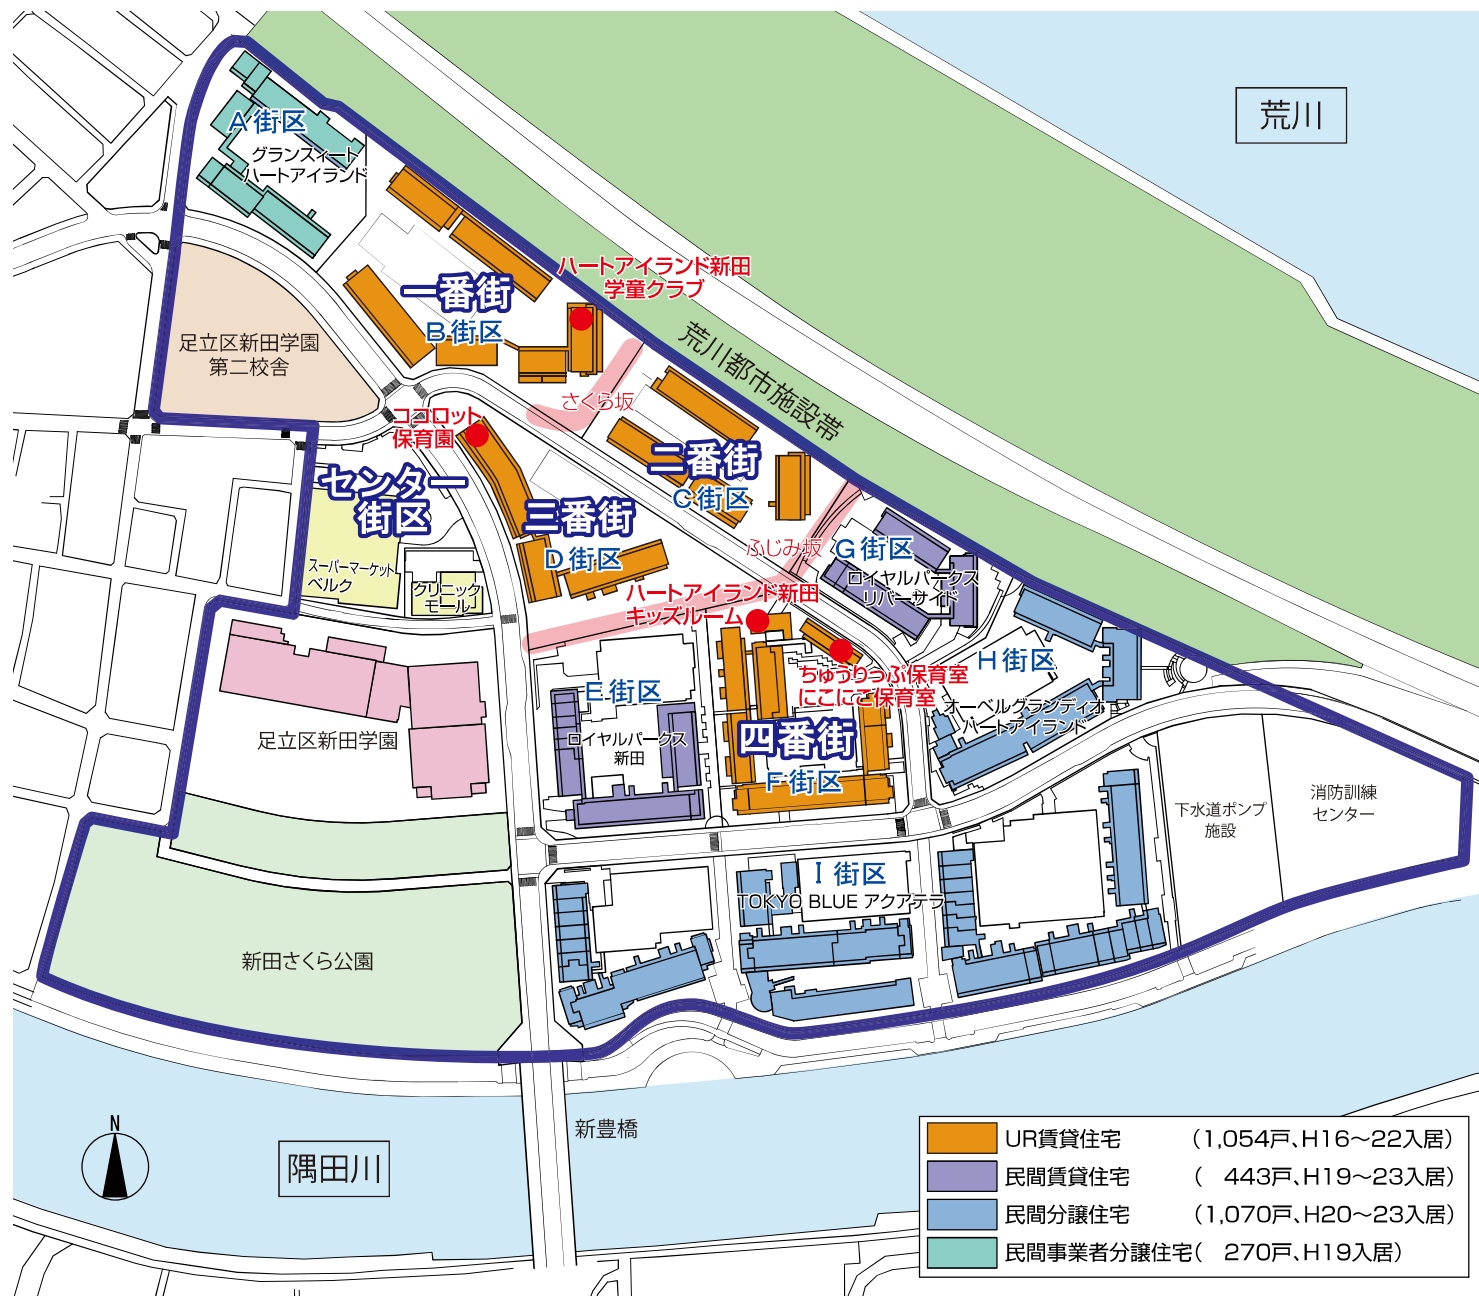 荒川
A街区
グランスィート
ハートアイランド
ハートアイランド新田
学童クラブ
一番街
B街区
足立区新田学園
第二校舎
荒川都市施設帯
さくら坂
ココロット
保育園
二番街
C街区
センター
街区
三番街
D街区
ふじみ坂
G街区
ロイヤルパークス
リバーサイド
スーパーマーケット
ベルク
クリニック
モール
ハートアイランド新田
キッズルーム
ちゅうりっぷ保育室
にこにこ保育室
H街区
オーベルグランディオ
ハートアイランド
E街区
ロイヤルパークス
新田
四番街
F街区
足立区新田学園
下水道ポンプ
施設
消防訓練
センター
I街区
TOKYO BLUE アクアテラ
新田さくら公園
N
隅田川
新豊橋
UR賃貸住宅 (1,054戸、H16～22入居)
民間賃貸住宅 ( 443戸、H19～23入居)
民間分譲住宅 (1,070戸、H20～23入居)
民間事業者分譲住宅( 270戸、H19入居)